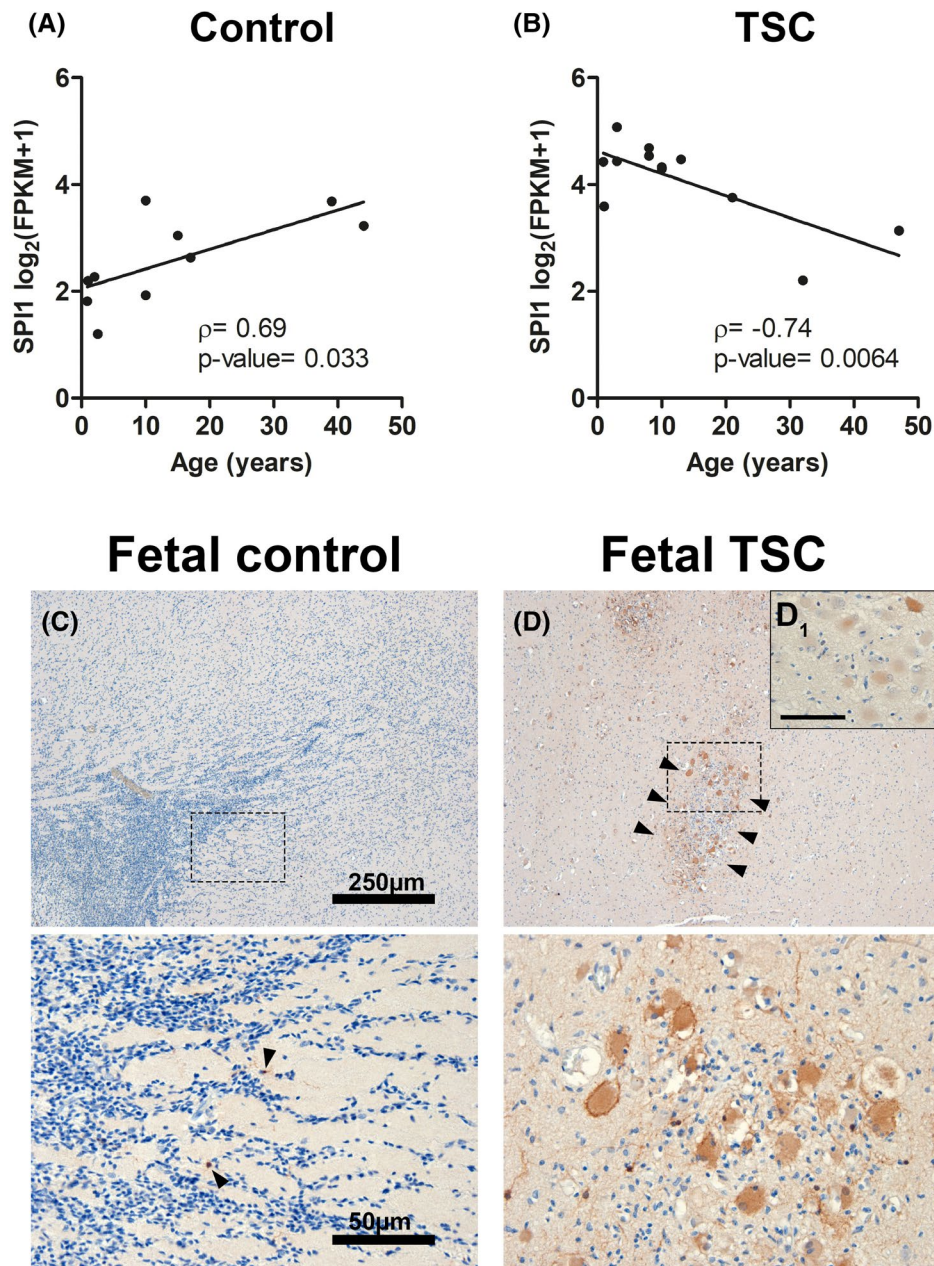 (A) Control
SPI1 log2(FPKM+1)
6
4
2
0
ρ= 0.69
p-value= 0.033
0 10 20 30 40 50
Age (years)
(B) TSC
SPI1 log2(FPKM+1)
6
4
2
0
ρ= -0.74
p-value= 0.0064
0 10 20 30 40 50
Age (years)
Fetal control
(C)
250µm
50µm
Fetal TSC
(D)
D1